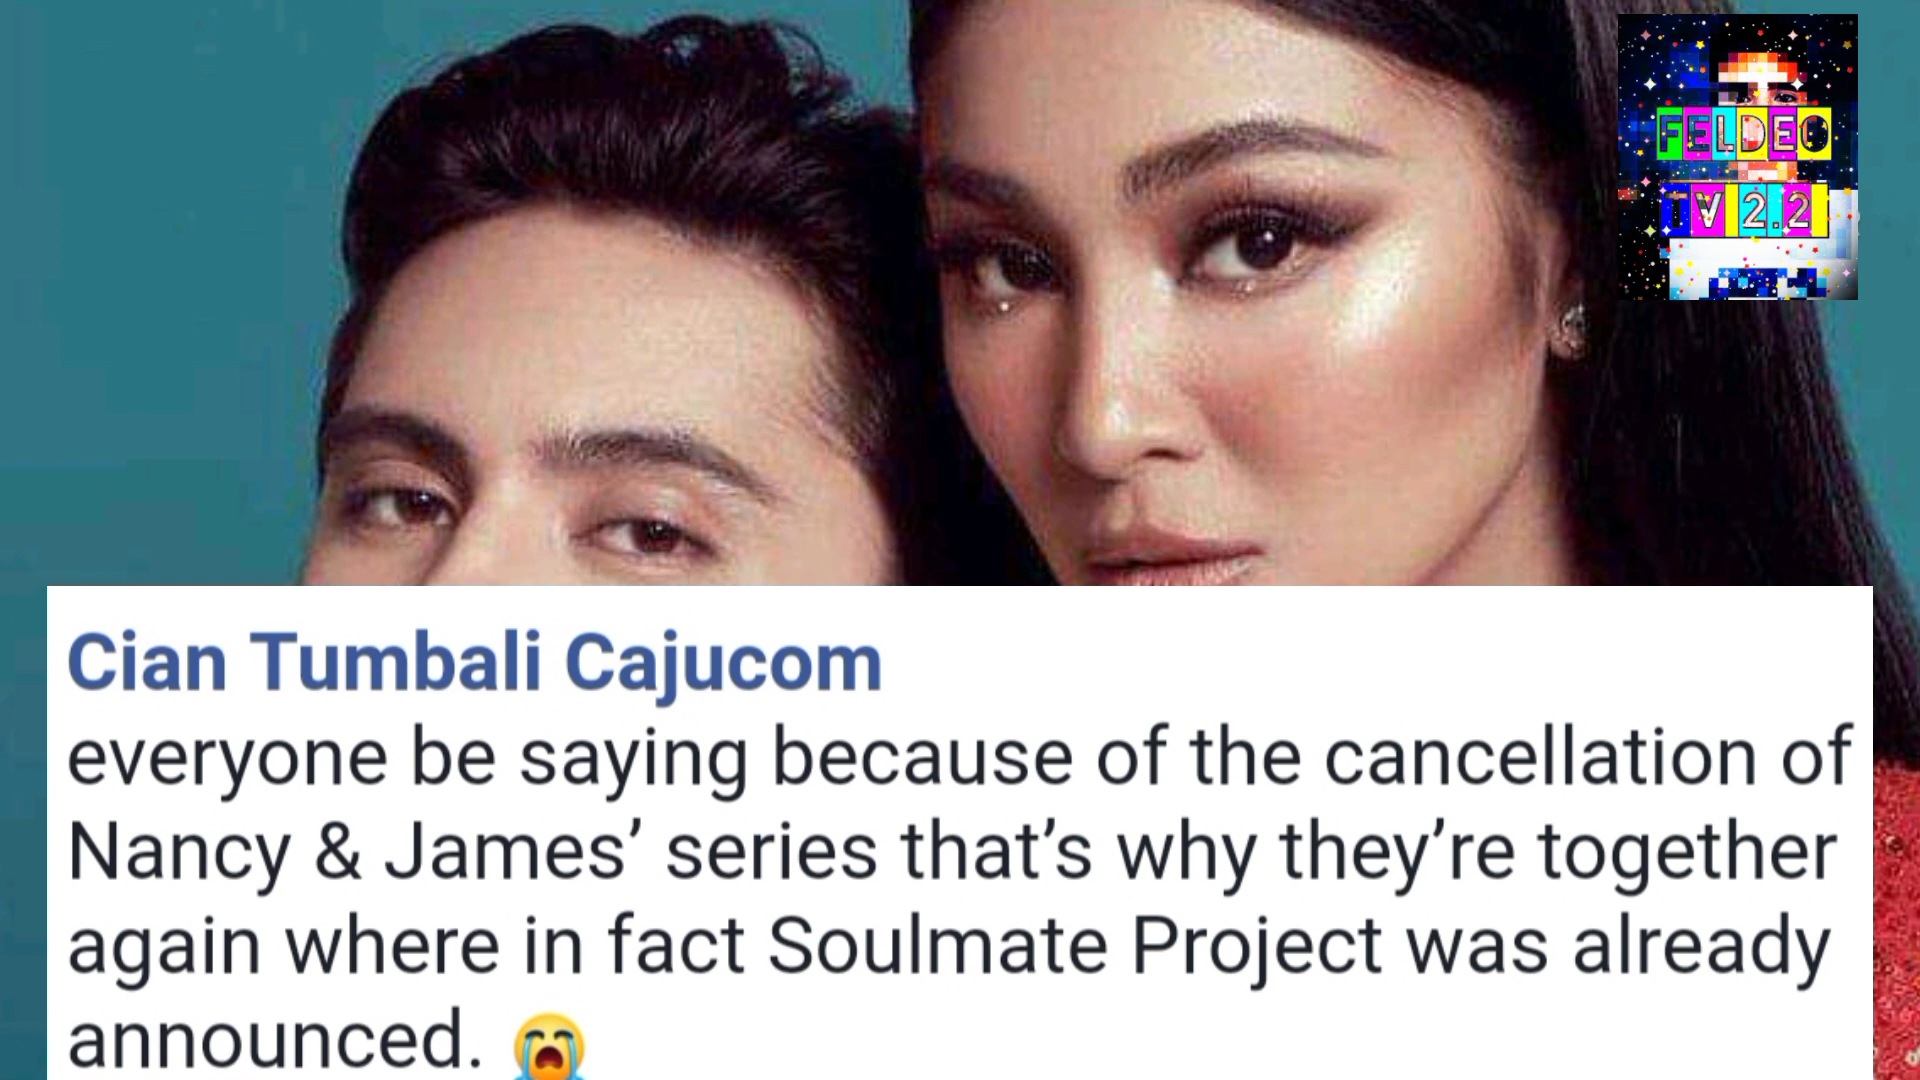 FELDEO
TV 2.2
Cian Tumbali Cajucom
everyone be saying because of the cancellation of
Nancy & James’ series that’s why they’re together
again where in fact Soulmate Project was already
announced. 😭